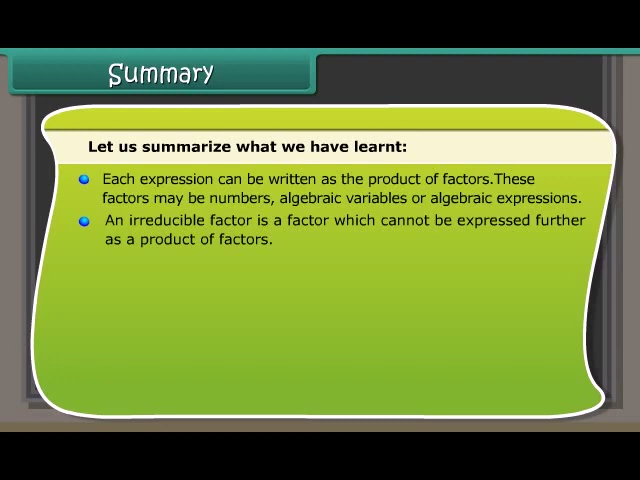 Summary
Let us summarize what we have learnt:
Each expression can be written as the product of factors.These
factors may be numbers, algebraic variables or algebraic expressions.
An irreducible factor is a factor which cannot be expressed further
as a product of factors.